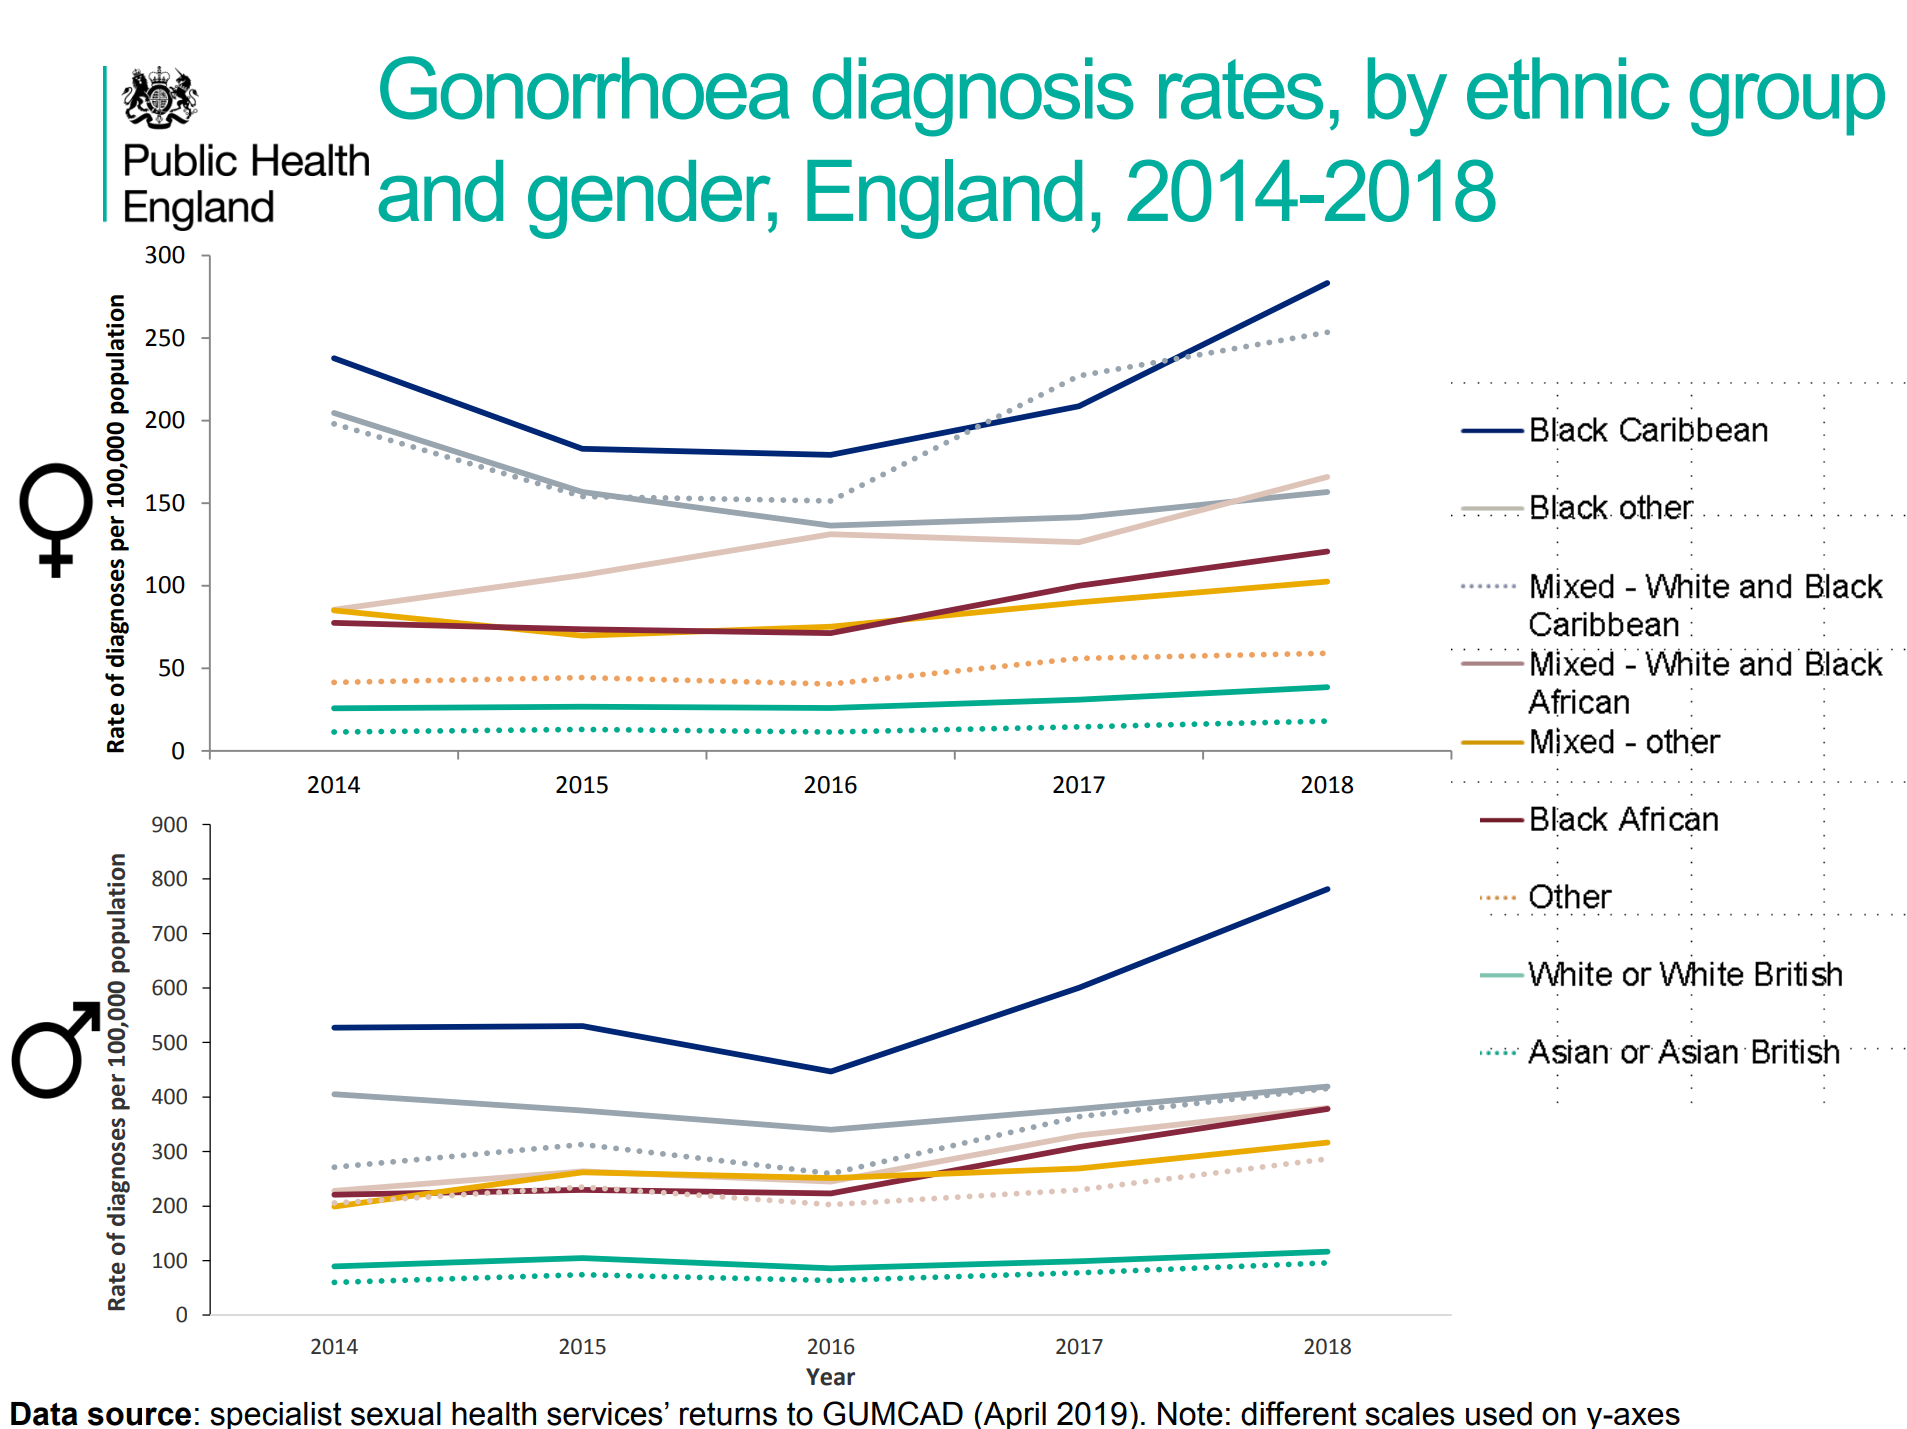 Public Health
England
Gonorrhoea diagnosis rates, by ethnic group
and gender, England, 2014-2018
Rate of diagnoses per 100,000 population
300
250
200
150
100
50
0
2014 2015 2016 2017 2018
Rate of diagnoses per 100,000 population
900
800
700
600
500
400
300
200
100
0
2014 2015 2016 2017 2018
Year
Black Caribbean
Black other
Mixed - White and Black
Caribbean
Mixed - White and Black
African
Mixed - other
Black African
Other
White or White British
Asian or Asian British
Data source: specialist sexual health services’ returns to GUMCAD (April 2019). Note: different scales used on y-axes